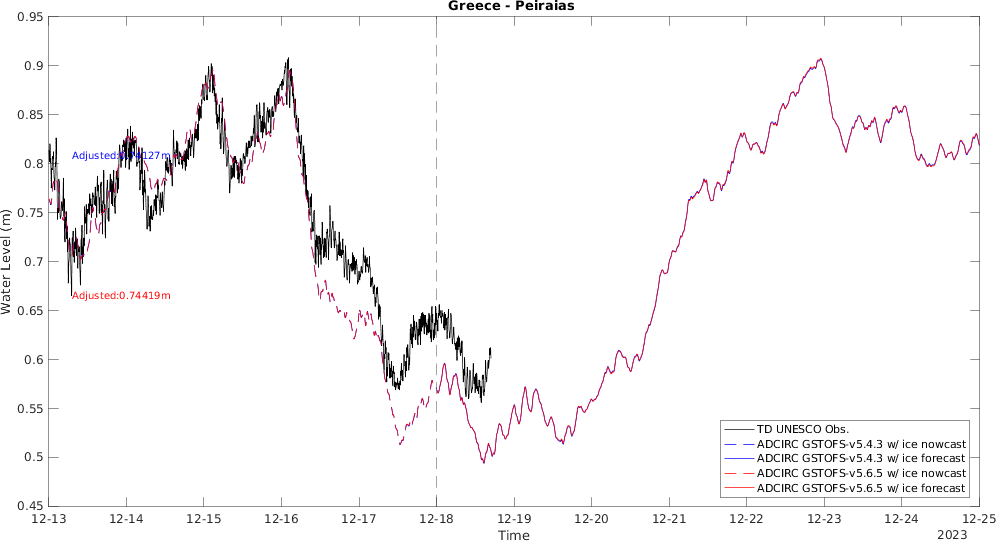 Greece - Peiraias
0.95
0.9
0.85
0.8
0.75
0.7
0.65
0.6
0.55
0.5
0.45
Water Level (m)
Adjusted:
127m
Adjusted:0.74419m
TD UNESCO Obs.
ADCIRC GSTOFS-v5.4.3 w/ ice nowcast
ADCIRC GSTOFS-v5.4.3 w/ ice forecast
ADCIRC GSTOFS-v5.6.5 w/ ice nowcast
ADCIRC GSTOFS-v5.6.5 w/ ice forecast
12-13 12-14 12-15 12-16 12-17 12-18 12-19 12-20 12-21 12-22 12-23 12-24 12-25
Time
2023